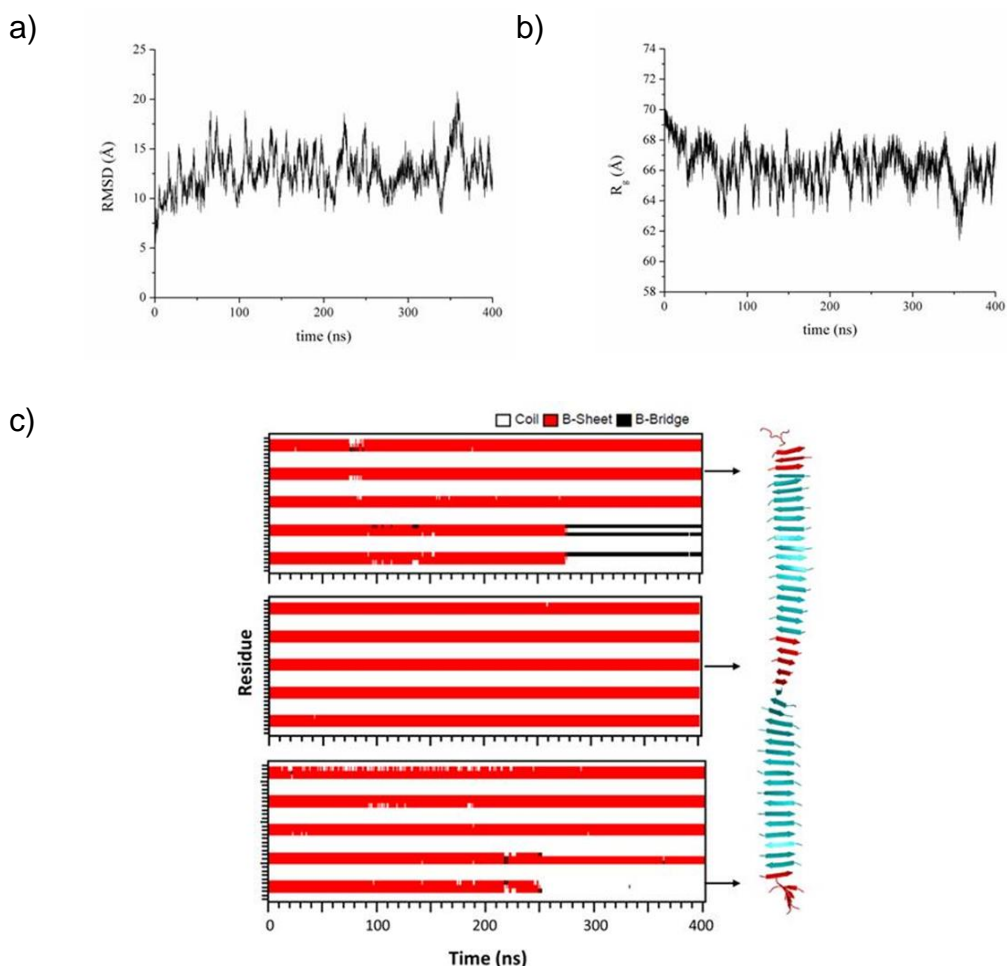 a)
b)
25
20
15
10
5
0
RMSD (Å)
0 100 200 300 400
time (ns)
74
72
70
68
66
64
62
60
58
Rg (Å)
0 100 200 300 400
time (ns)
c)
Coil B-Sheet B-Bridge
Residue
0 100 200 300 400
Time (ns)